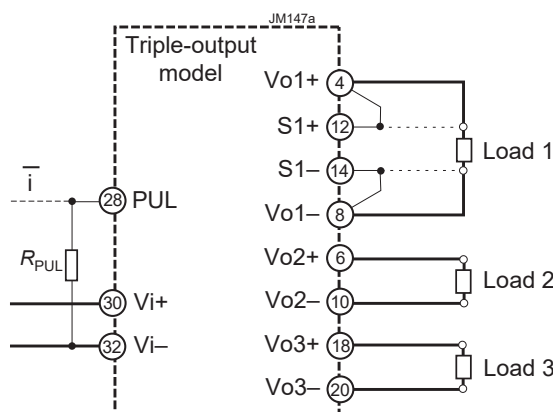 JM147a
Triple-output
model
Vo1+ 4
S1+ 12
S1– 14
Load 1
i
28 PUL
Vo1– 8
Vo2+ 6
RPUL
Load 2
30 Vi+
Vo2– 10
32 Vi–
Vo3+ 18
Load 3
Vo3– 20